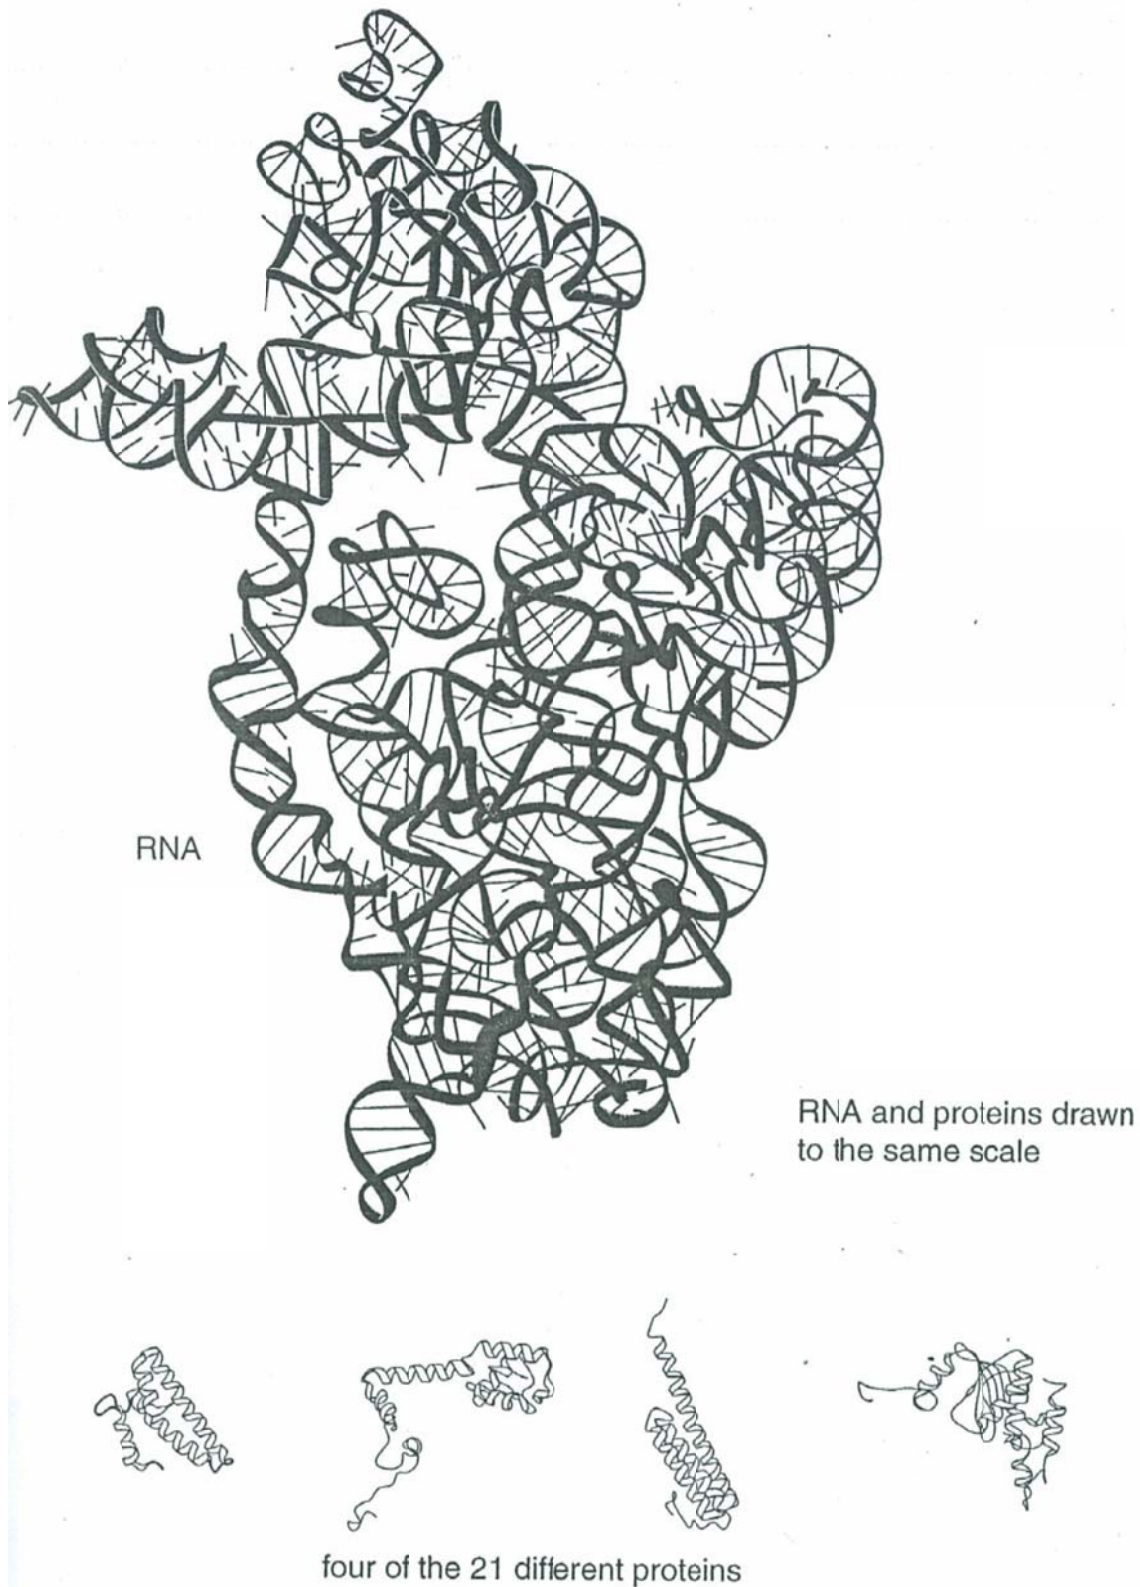 RNA
RNA and proteins drawn
to the same scale
four of the 21 different proteins